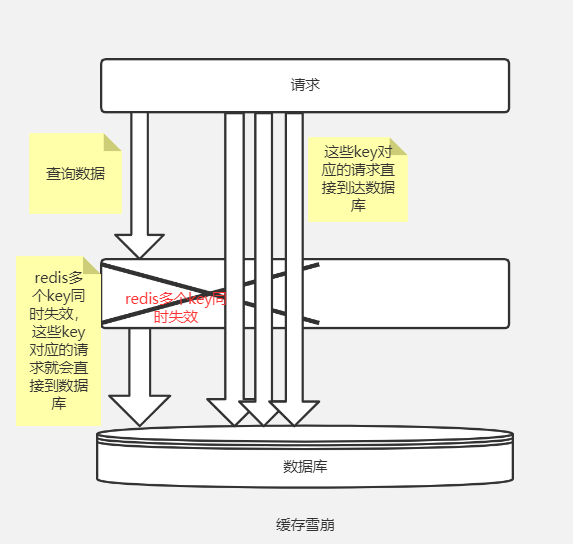 请求
查询数据
这些key对
应的请求直
接到达数据
库
redis多
个key同
时失效，
这些key
对应的请
求就会直
接到数据
库
redis多个key同
时失效
数据库
缓存雪崩